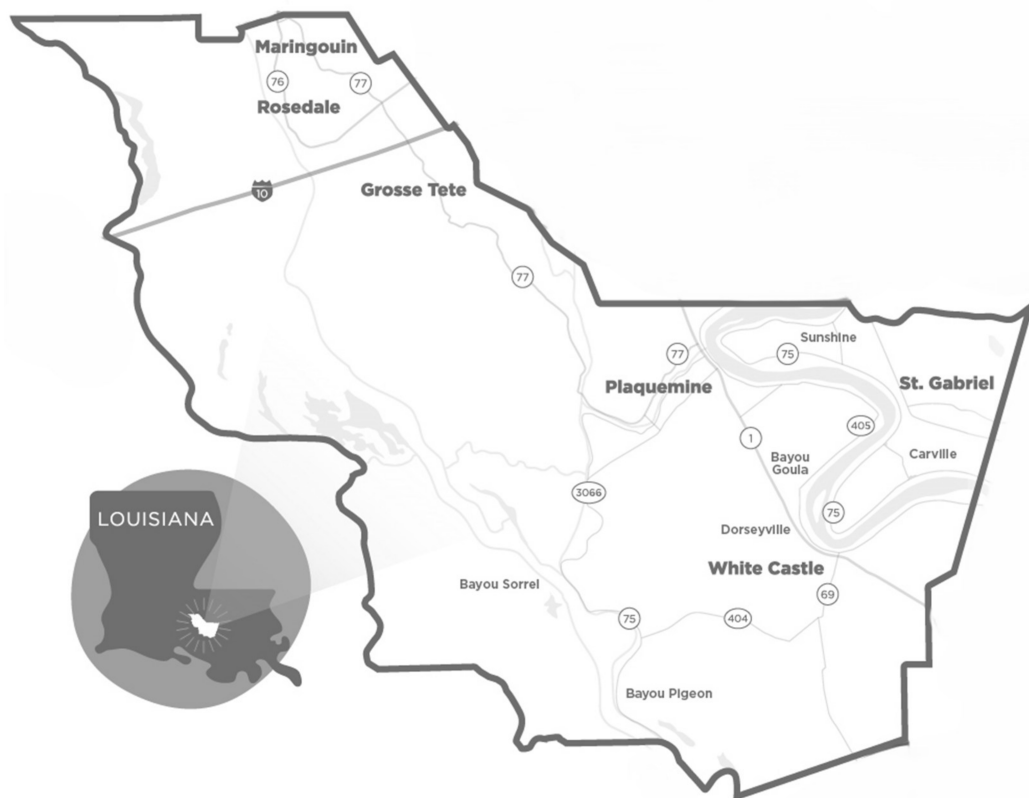 Maringouin
76
77
Rosedale
10
Grosse Tete
77
Sunshine
77
75
Plaquemine
St. Gabriel
405
1
Bayou
Goula
Carville
3066
75
LOUISIANA
Dorseyville
White Castle
Bayou Sorrel
69
75
404
Bayou Pigeon